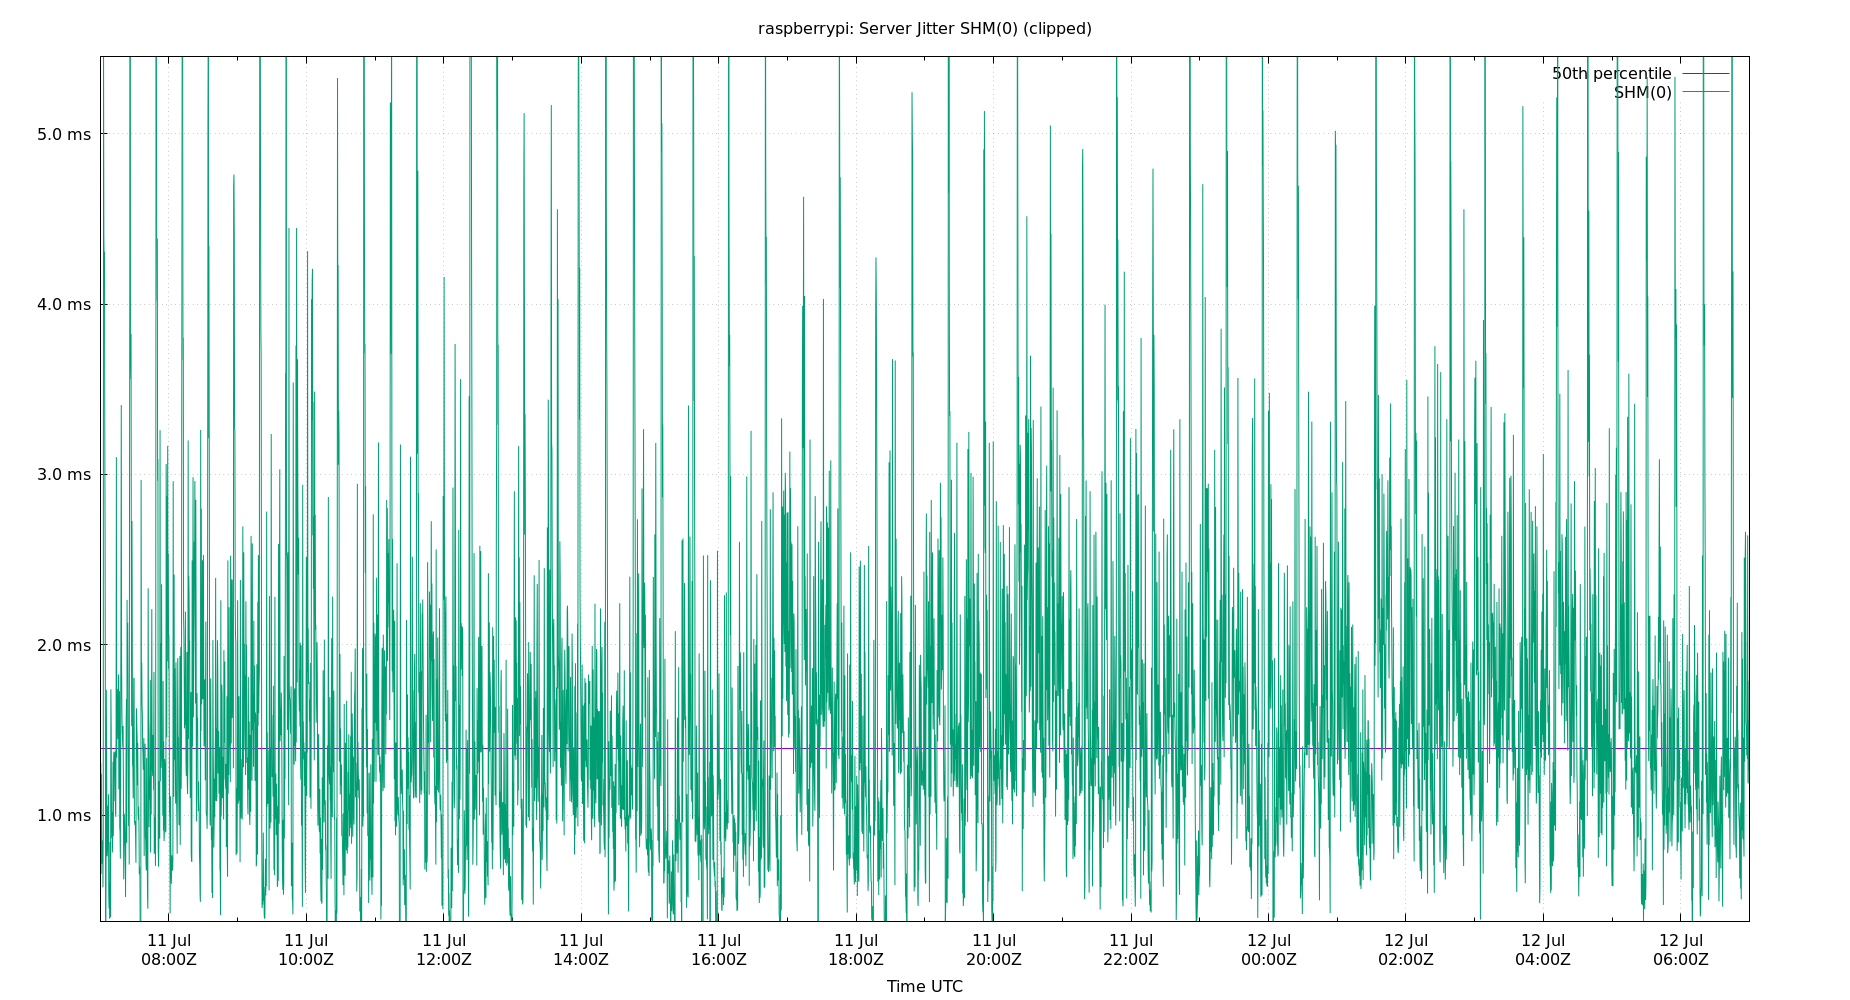 raspberrypi: Server Jitter SHM(0) (clipped)
50th percentile
SHM(0)
5.0 ms
4.0 ms
3.0 ms
2.0 ms
1.0 ms
11 Jul 11 Jul 11 Jul 11 Jul 11 Jul 11 Jul 11 Jul 11 Jul 12 Jul 12 Jul 12 Jul 12 Jul
08:00Z 10:00Z 12:00Z 14:00Z 16:00Z 18:00Z 20:00Z 22:00Z 00:00Z 02:00Z 04:00Z 06:00Z
Time UTC